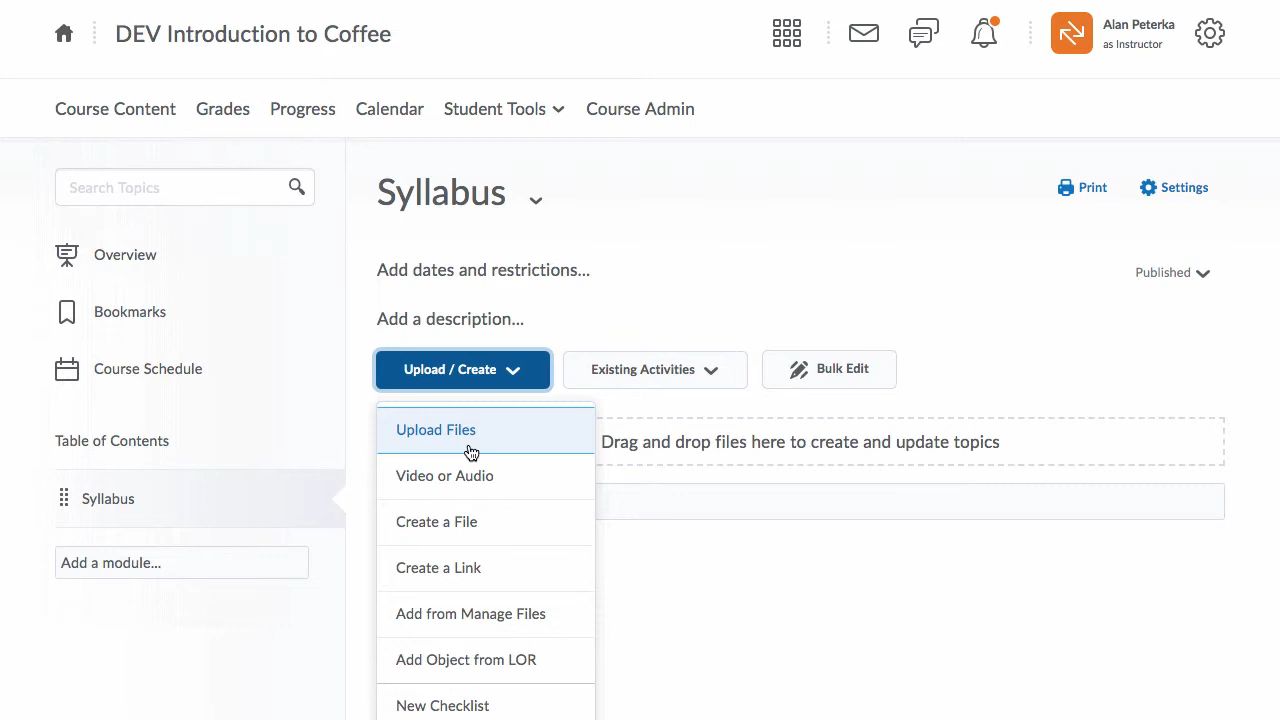 DEV Introduction to Coffee
Alan Peterka
as Instructor
Course Content Grades Progress Calendar Student Tools Course Admin
Search Topics
Overview
Bookmarks
Course Schedule
Table of Contents
Syllabus
Add a module...
Syllabus
Print Settings
Add dates and restrictions...
Published
Add a description...
Upload / Create Existing Activities Bulk Edit
Upload Files
Video or Audio
Create a File
Create a Link
Add from Manage Files
Add Object from LOR
New Checklist
Drag and drop files here to create and update topics